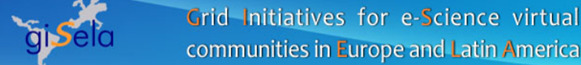 giSela
Grid Initiatives for e-Science virtual
communities in Europe and Latin America